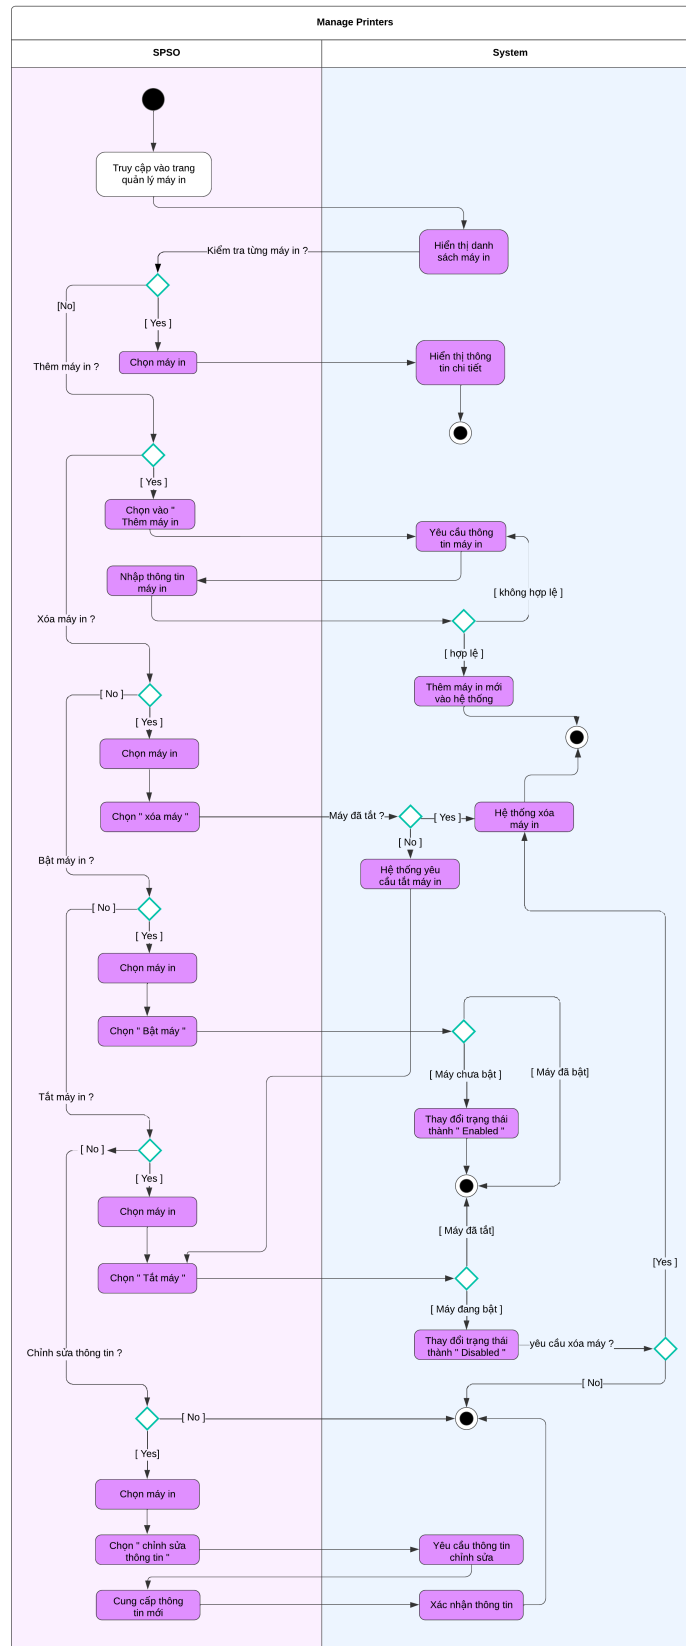 Manage Printers
SPSO
System
Truy cập vào trang
quản lý máy in
Hiển thị danh
sách máy in
Kiểm tra từng máy in ?
[No]
[ Yes ]
Thêm máy in ?
Chọn máy in
Hiển thị thông
tin chi tiết
[ Yes ]
Chọn vào "
Thêm máy in
Yêu cầu thông
tin máy in
Nhập thông tin
máy in
[ không hợp lệ ]
Xóa máy in ?
[ hợp lệ ]
Thêm máy in mới
vào hệ thống
[ No ]
[ Yes ]
Chọn máy in
Chọn " xóa máy "
Máy đã tắt ?
[ Yes ]
Hệ thống xóa
máy in
[ No ]
Bật máy in ?
Hệ thống yêu
cầu tắt máy in
[ No ]
[ Yes ]
Chọn máy in
Chọn " Bật máy "
[ Máy chưa bật ]
[ Máy đã bật]
Tắt máy in ?
Thay đổi trạng thái
thành " Enabled "
[ No ]
[ Yes ]
Chọn máy in
[ Máy đã tắt]
[Yes ]
Chọn " Tắt máy "
[ Máy đang bật ]
Thay đổi trạng thái
thành " Disabled "
yêu cầu xóa máy ?
Chỉnh sửa thông tin ?
[ No]
[ No ]
[ Yes]
Chọn máy in
Chọn " chỉnh sửa
thông tin "
Yêu cầu thông tin
chỉnh sửa
Cung cấp thông
tin mới
Xác nhận thông tin